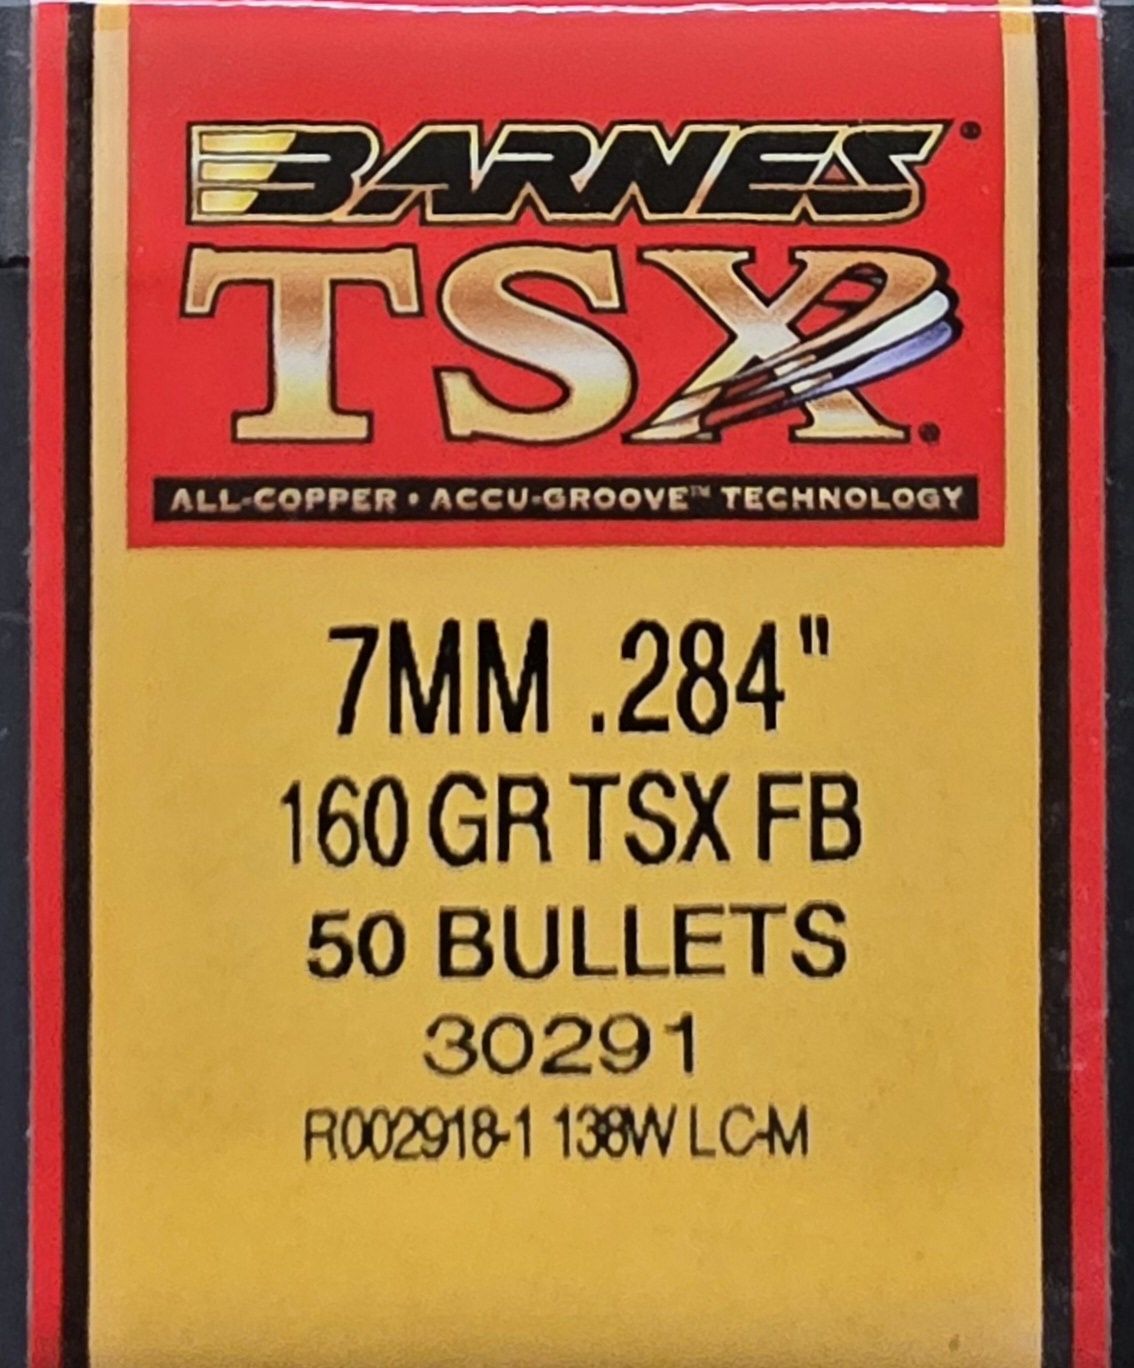 BARNES®
TSX®
ALL-COPPER • ACCU-GROOVE™ TECHNOLOGY
7MM .284"
160 GR TSX FB
50 BULLETS
30291
R002918-1 138W LC-M